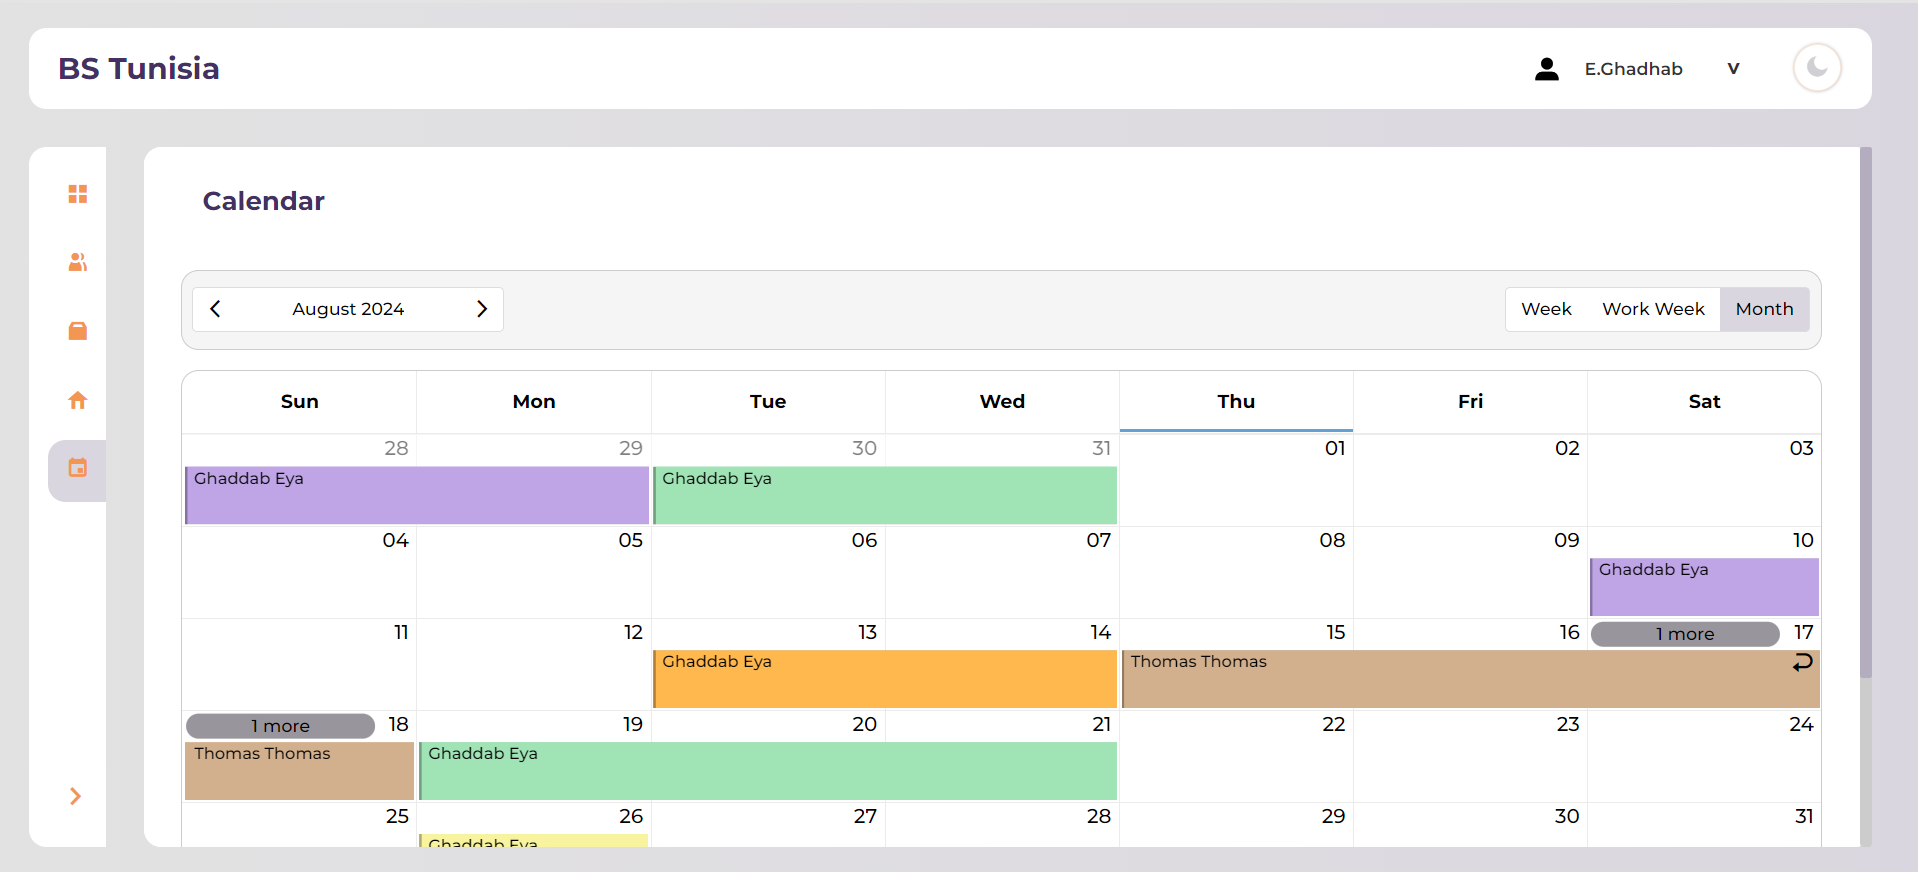 BS Tunisia
E.Ghadhab V
Calendar
August 2024
Week Work Week Month
Sun Mon Tue Wed Thu Fri Sat
28 29 30 31 01 02 03
Ghaddab Eya Ghaddab Eya
04 05 06 07 08 09 10
Ghaddab Eya
11 12 13 14 15 16 1 more 17
Ghaddab Eya Thomas Thomas
1 more 18 19 20 21 22 23 24
Thomas Thomas Ghaddab Eya
25 26 27 28 29 30 31
Ghaddab Eya